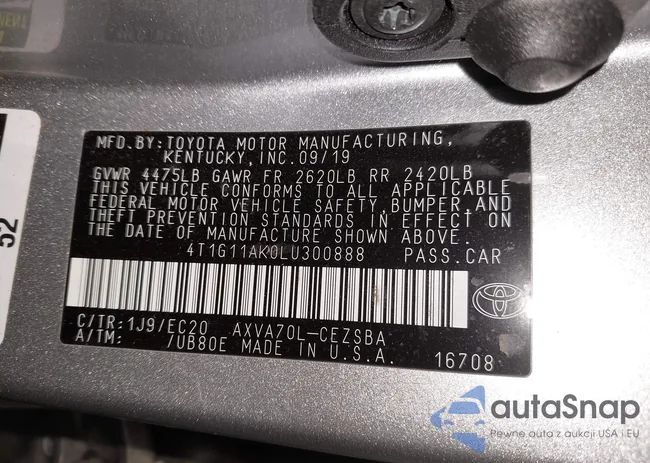 MFD.BY:TOYOTA MOTOR MANUFACTURING,
KENTUCKY,INC.09/19
GVWR 4475LB GAWR FR 2620LB RR 2420LB
THIS VEHICLE CONFORMS TO ALL APPLICABLE
FEDERAL MOTOR VEHICLE SAFETY, BUMPER AND
THEFT PREVENTION STANDARDS IN EFFECT ON
THE DATE OF MANUFACTURE SHOWN ABOVE.
4T1G11AK0LU300888 PASS.CAR
C/TR:1J9/EC20 AXVA70L-CEZSBA
A/TM: /UB80E MADE IN U.S.A. 16708
52
autaSnap
Pewne auta z aukcji USA i EU